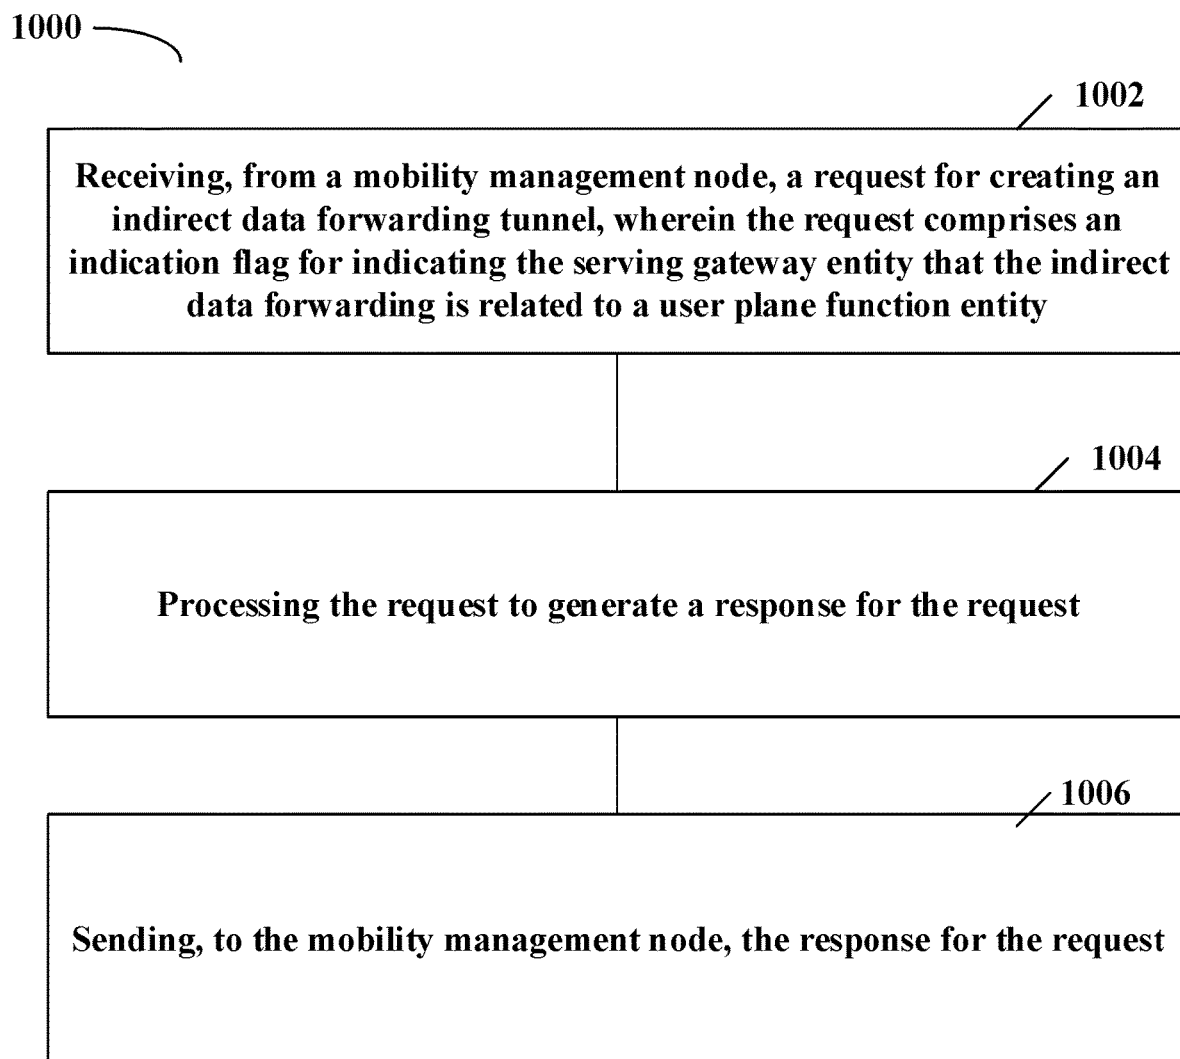 1000
1002
Receiving, from a mobility management node, a request for creating an
indirect data forwarding tunnel, wherein the request comprises an
indication flag for indicating the serving gateway entity that the indirect
data forwarding is related to a user plane function entity
1004
Processing the request to generate a response for the request
1006
Sending, to the mobility management node, the response for the request